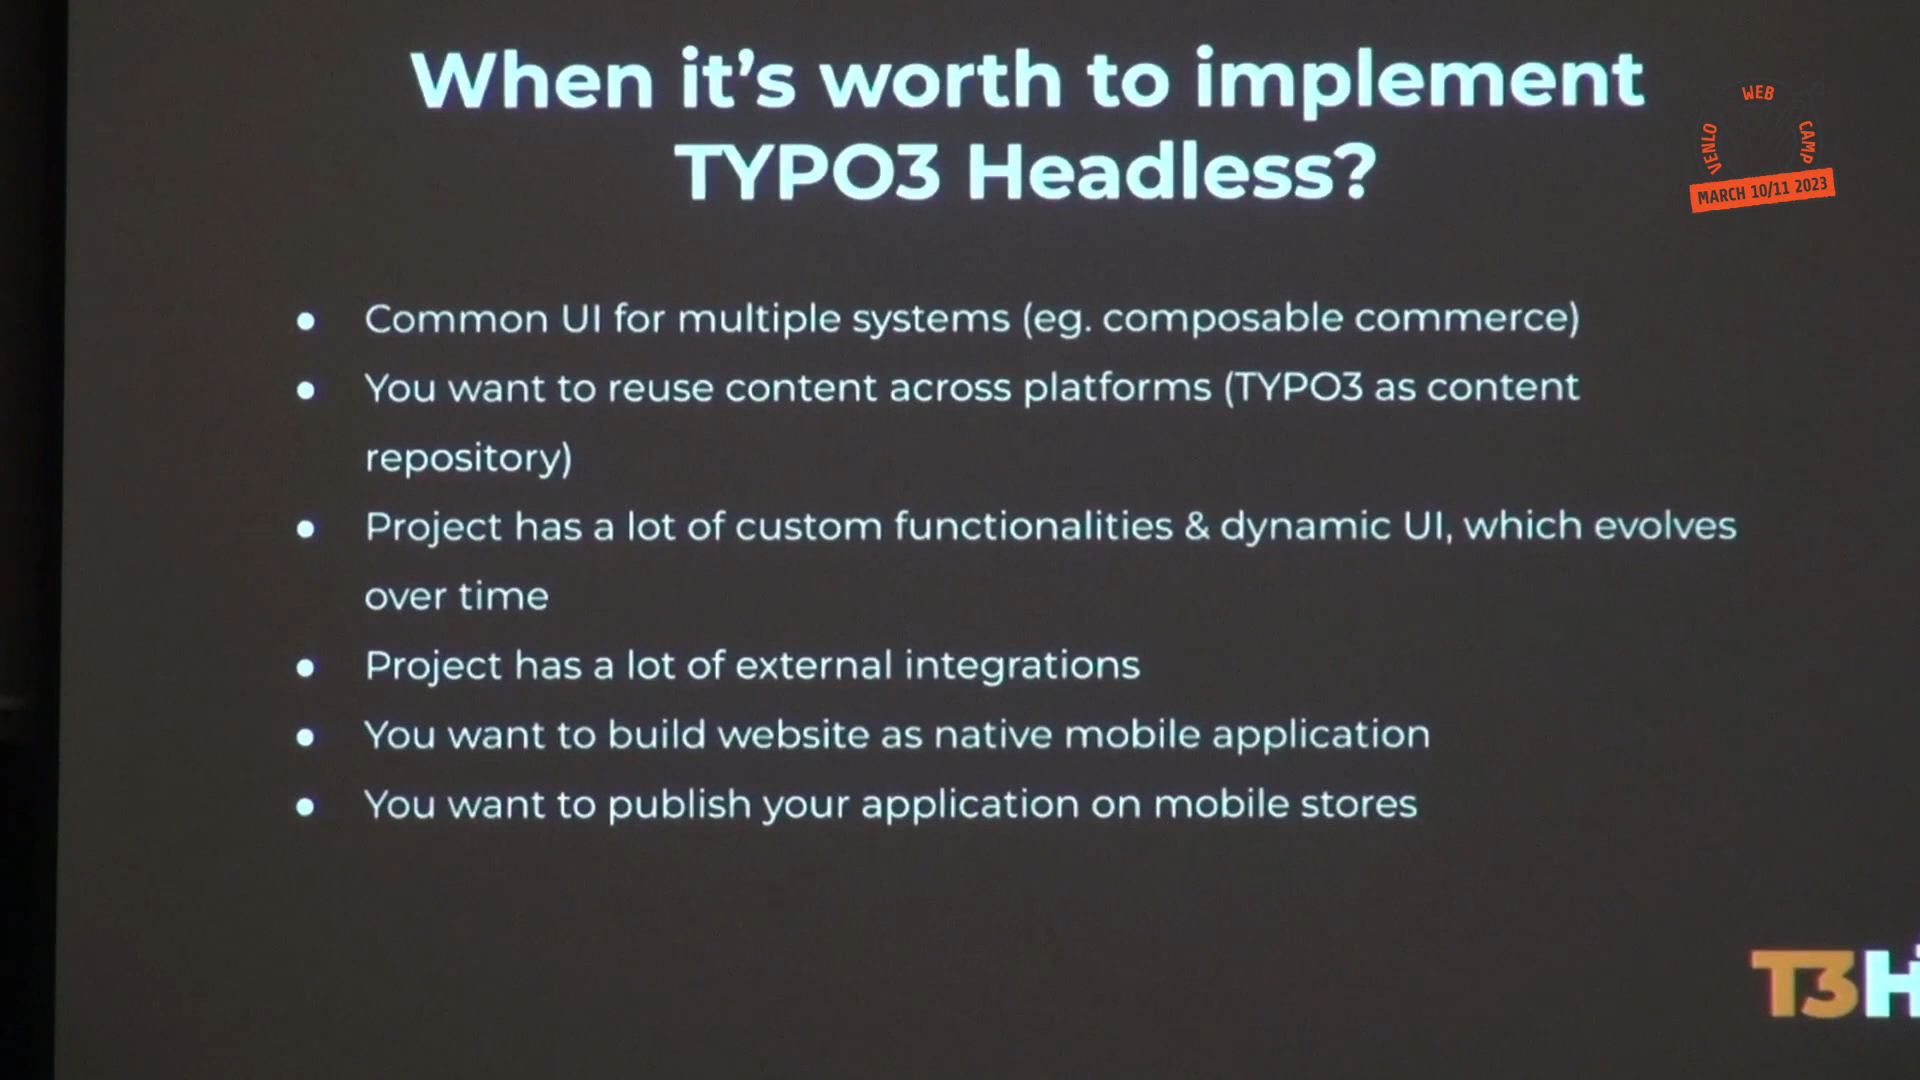 When it's worth to implement
TYPO3 Headless?
WEB
VENLO
CAMP
MARCH 10/11 2023
● Common UI for multiple systems (eg. composable commerce)
● You want to reuse content across platforms (TYPO3 as content
repository)
● Project has a lot of custom functionalities & dynamic UI, which evolves
over time
● Project has a lot of external integrations
● You want to build website as native mobile application
● You want to publish your application on mobile stores
T3H